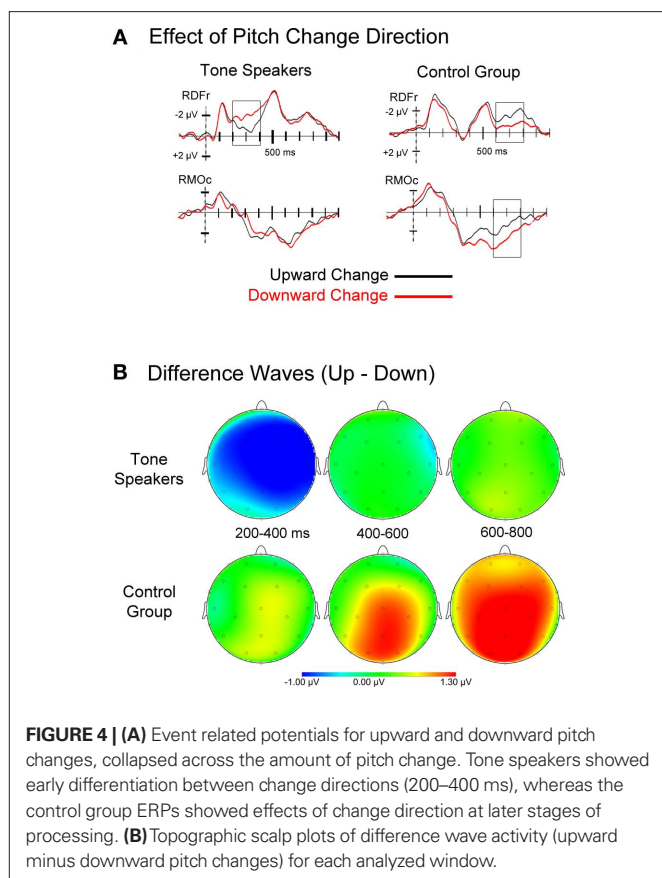 A Effect of Pitch Change Direction
Tone Speakers Control Group
RDFr RDFr
-2 µV -2 µV
+2 µV 500 ms +2 µV 500 ms
RMOc RMOc
Upward Change
Downward Change
B Difference Waves (Up - Down)
Tone
Speakers
200-400 ms 400-600 600-800
Control
Group
-1.00 µV 0.00 µV 1.30 µV
FIGURE 4 | (A) Event related potentials for upward and downward pitch
changes, collapsed across the amount of pitch change. Tone speakers showed
early differentiation between change directions (200–400 ms), whereas the
control group ERPs showed effects of change direction at later stages of
processing. (B) Topographic scalp plots of difference wave activity (upward
minus downward pitch changes) for each analyzed window.